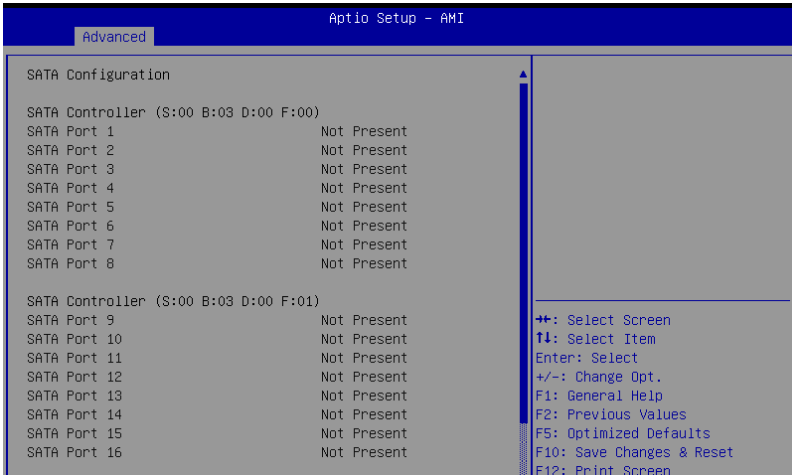 Aptio Setup – AMI
Advanced
SATA Configuration
SATA Controller (S:00 B:03 D:00 F:00)
SATA Port 1 Not Present
SATA Port 2 Not Present
SATA Port 3 Not Present
SATA Port 4 Not Present
SATA Port 5 Not Present
SATA Port 6 Not Present
SATA Port 7 Not Present
SATA Port 8 Not Present
SATA Controller (S:00 B:03 D:00 F:01)
SATA Port 9 Not Present
SATA Port 10 Not Present
SATA Port 11 Not Present
SATA Port 12 Not Present
SATA Port 13 Not Present
SATA Port 14 Not Present
SATA Port 15 Not Present
SATA Port 16 Not Present
→←: Select Screen
↑↓: Select Item
Enter: Select
+/-: Change Opt.
F1: General Help
F2: Previous Values
F5: Optimized Defaults
F10: Save Changes & Reset
F12: Print Screen